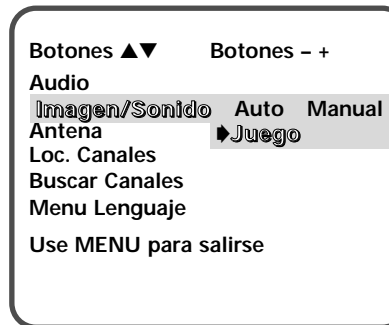 Botones ▲▼ Botones – +
Audio
Imagen/Sonido Auto Manual
Antena ➧Juego
Loc. Canales
Buscar Canales
Menu Lenguaje
Use MENU para salirse